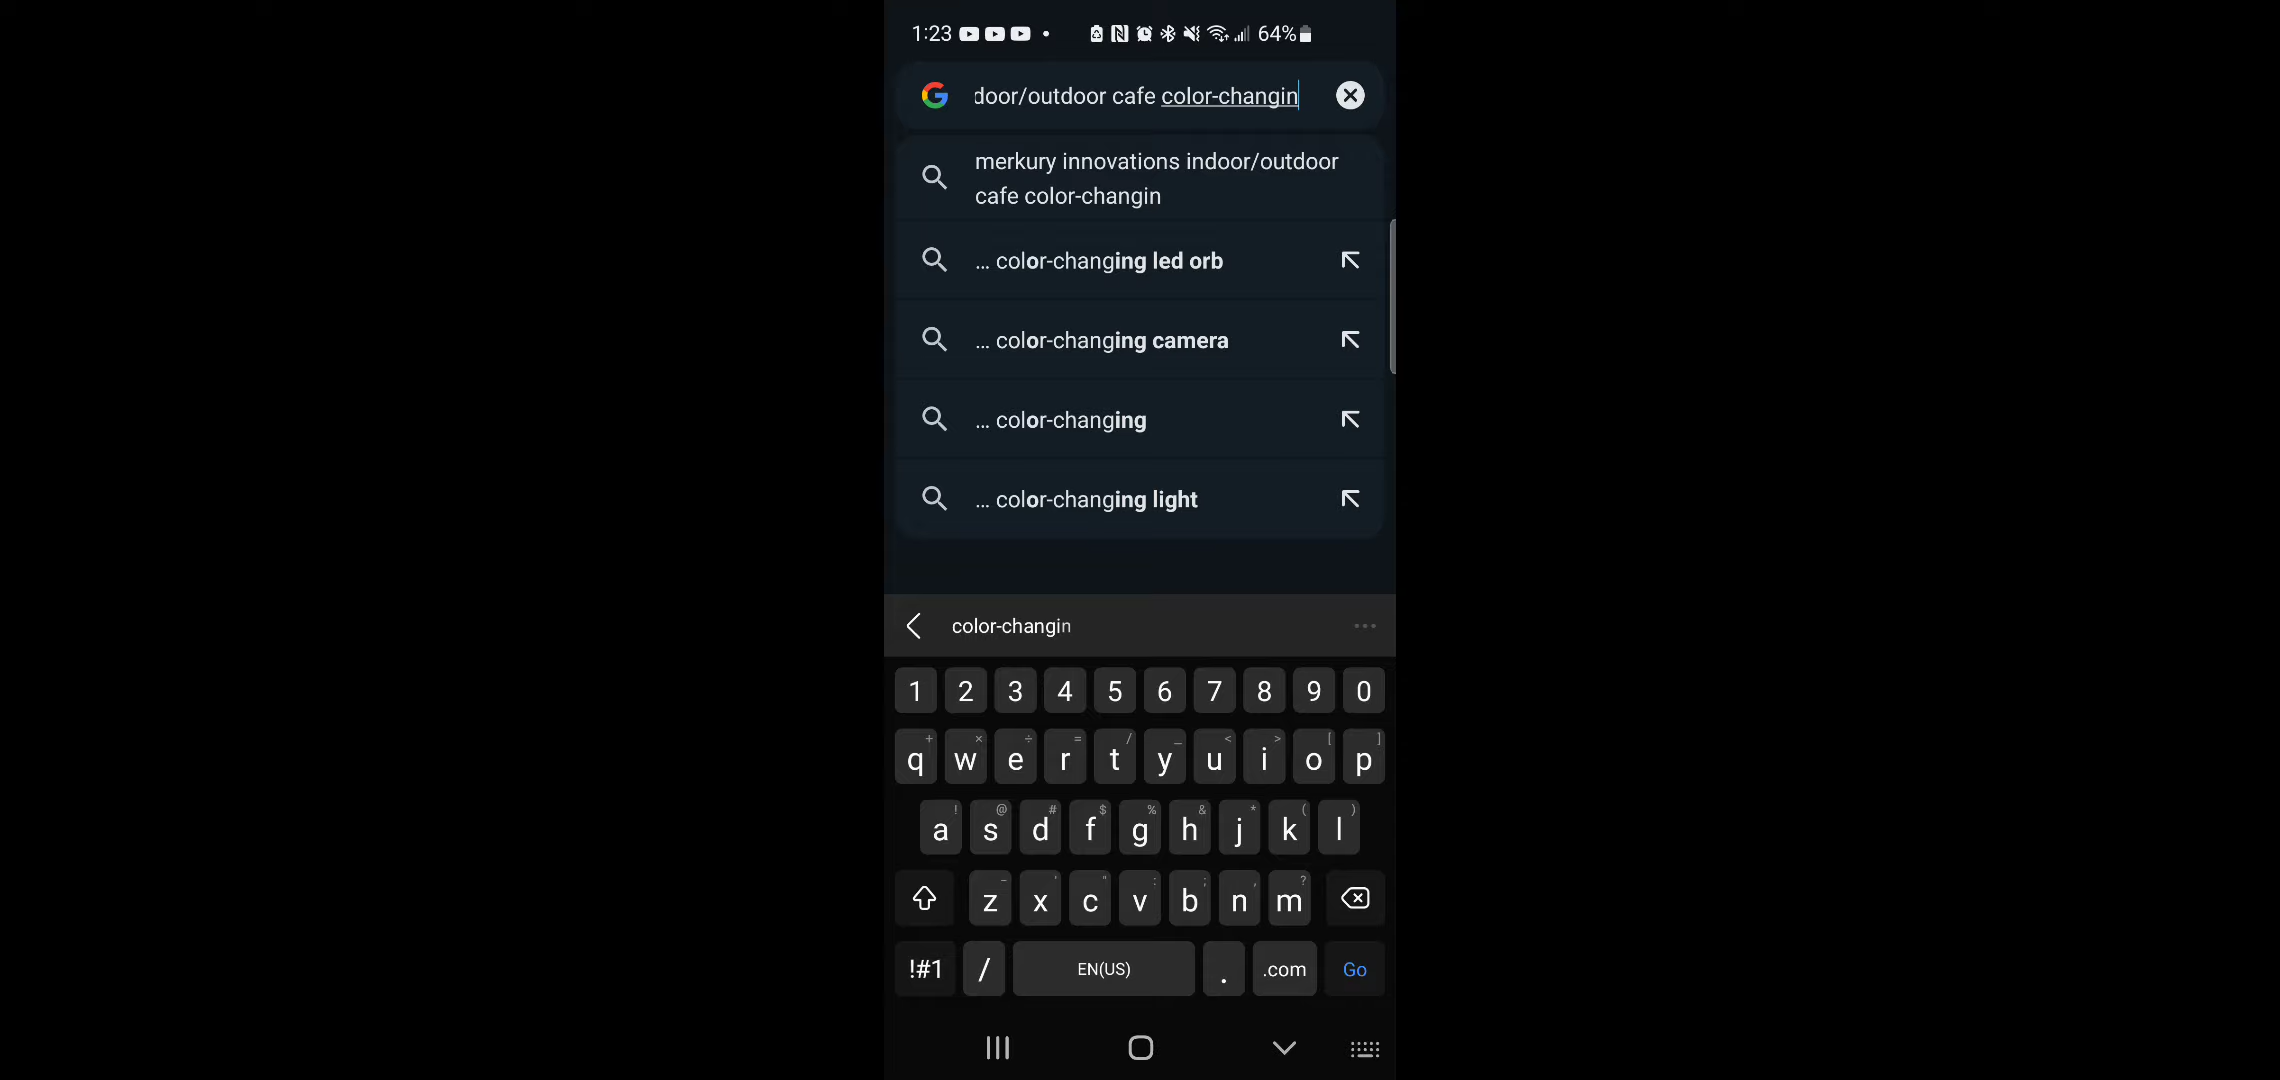 1:23 64%
door/outdoor cafe color-changin
merkury innovations indoor/outdoor
cafe color-changin
... color-changing led orb
... color-changing camera
... color-changing
... color-changing light
color-changin
1 2 3 4 5 6 7 8 9 0
+ × ÷ = / _ < > [ ]
q w e r t y u i o p
! @ # $ % & * ( )
a s d f g h j k l
- ' " : ; , ?
z x c v b n m
!#1 / EN(US) . .com Go